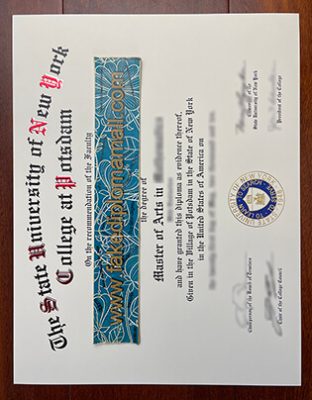 The State University of New York
College at Potsdam
On the recommendation of the Faculty
www.fakediplomamall.com
the degree of
Master of Arts in
and have granted this diploma as evidence thereof,
Given in the Village of Potsdam in the State of New York
in the United States of America on
Chancellor of the
State University of New York
President of the College
Chairperson of the Board of Trustees
Chair of the College Council